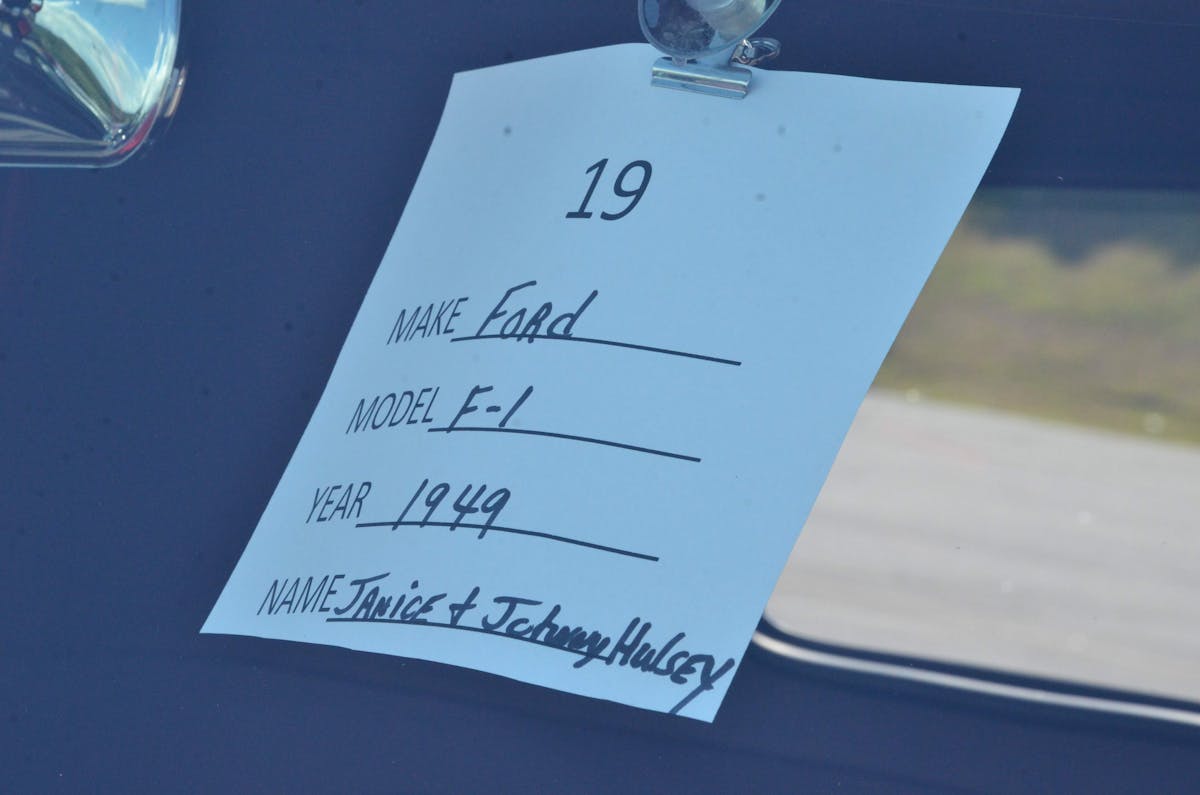 19
MAKE Ford
MODEL F-1
YEAR 1949
NAME Janice + Johnny Hulsey